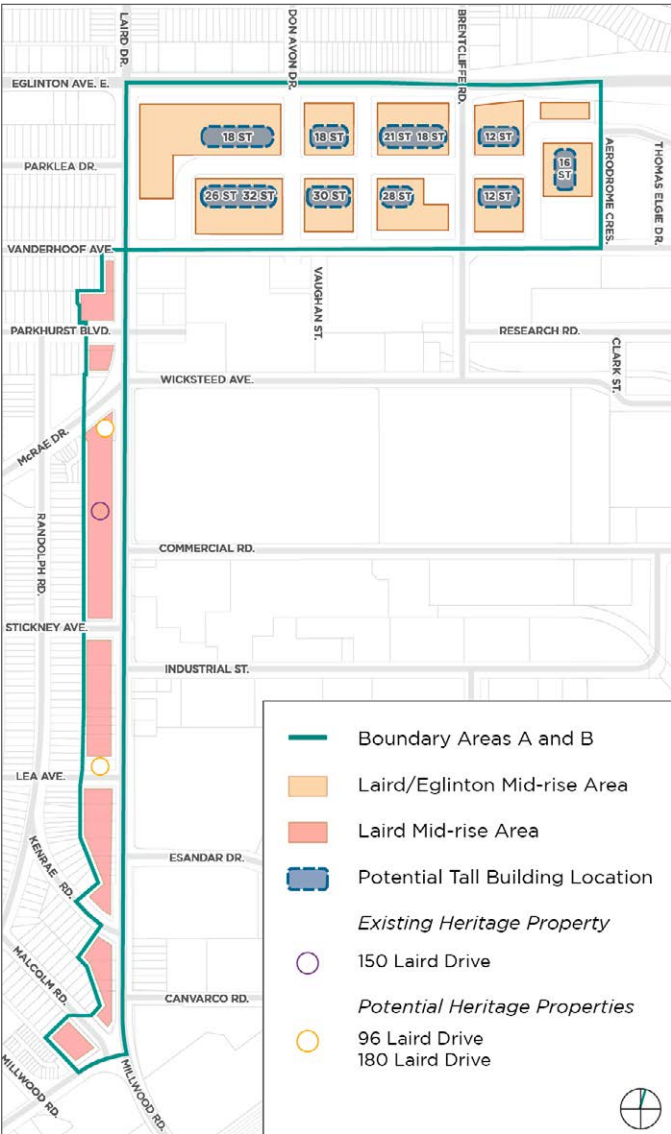 LAIRD DR.
DON AVON DR.
BRENTCLIFFE RD.
EGLINTON AVE. E.
18 ST
18 ST
21 ST 18 ST
12 ST
PARKLEA DR.
16
ST
AERODROME CRES.
THOMAS ELGIE DR.
26 ST 32 ST
30 ST
28 ST
12 ST
VANDERHOOF AVE.
VAUGHAN ST.
PARKHURST BLVD.
RESEARCH RD.
CLARK ST.
WICKSTEED AVE.
McRAE DR.
RANDOLPH RD.
COMMERCIAL RD.
STICKNEY AVE.
INDUSTRIAL ST.
LEA AVE.
KENRAE RD.
ESANDAR DR.
MALCOLM RD.
CANVARCO RD.
MILLWOOD RD.
MILLWOOD RD.
Boundary Areas A and B
Laird/Eglinton Mid-rise Area
Laird Mid-rise Area
Potential Tall Building Location
Existing Heritage Property
150 Laird Drive
Potential Heritage Properties
96 Laird Drive
180 Laird Drive